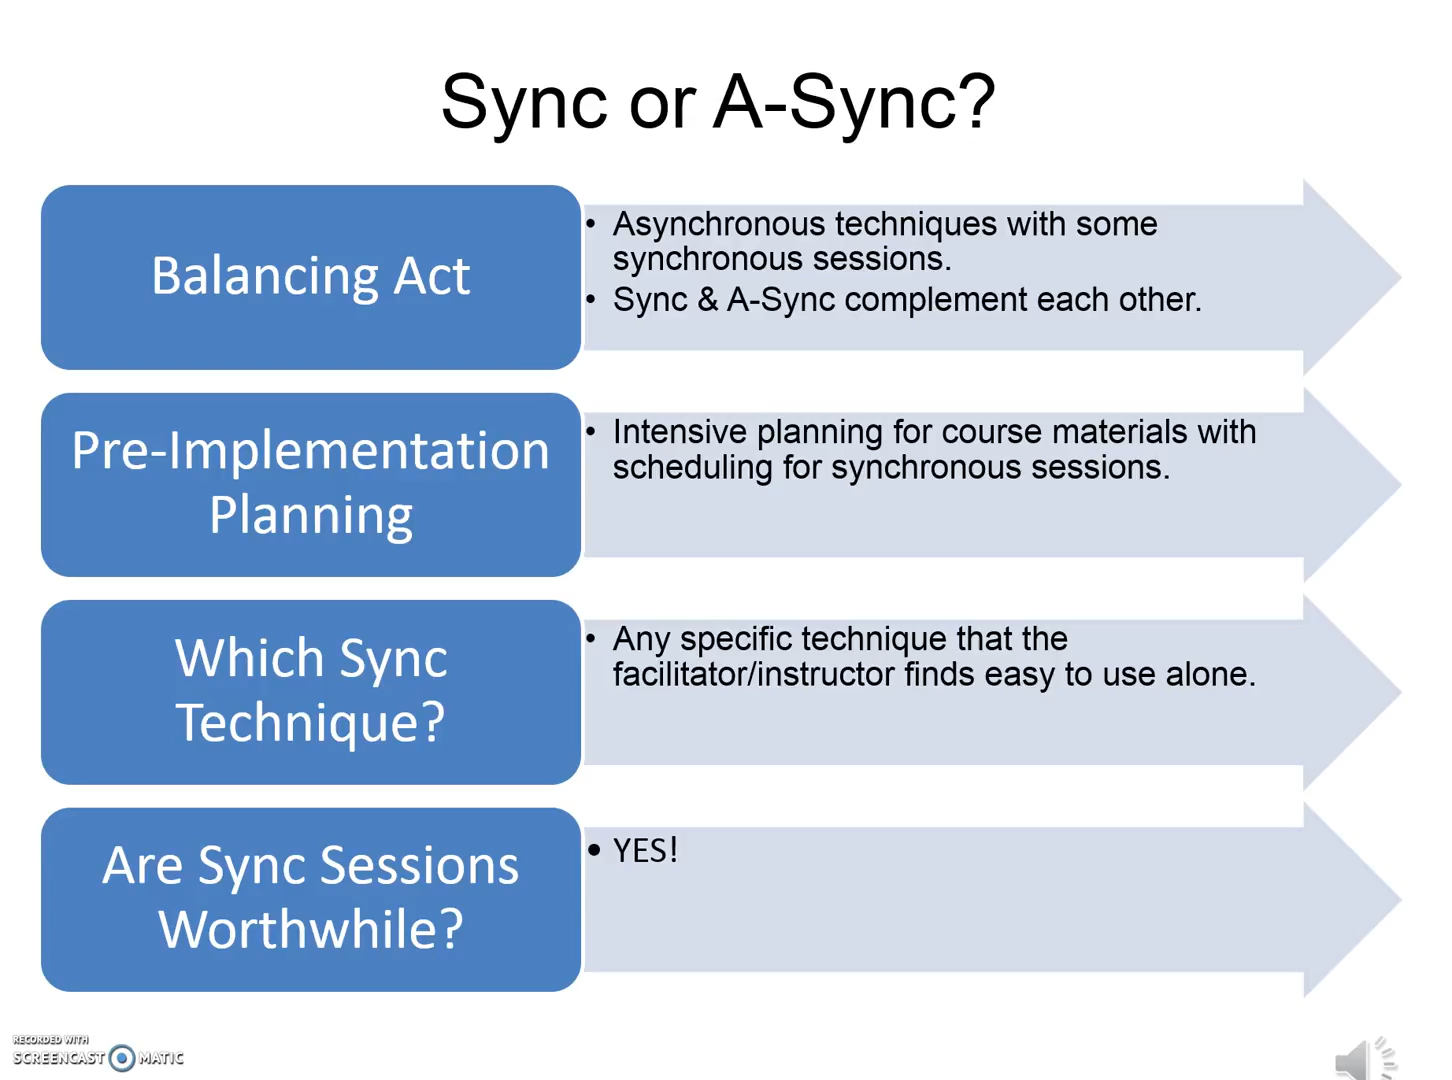 Sync or A-Sync?
Balancing Act
• Asynchronous techniques with some
synchronous sessions.
• Sync & A-Sync complement each other.
Pre-Implementation
Planning
• Intensive planning for course materials with
scheduling for synchronous sessions.
Which Sync
Technique?
• Any specific technique that the
facilitator/instructor finds easy to use alone.
Are Sync Sessions
Worthwhile?
• YES!
RECORDED WITH
SCREENCAST MATIC